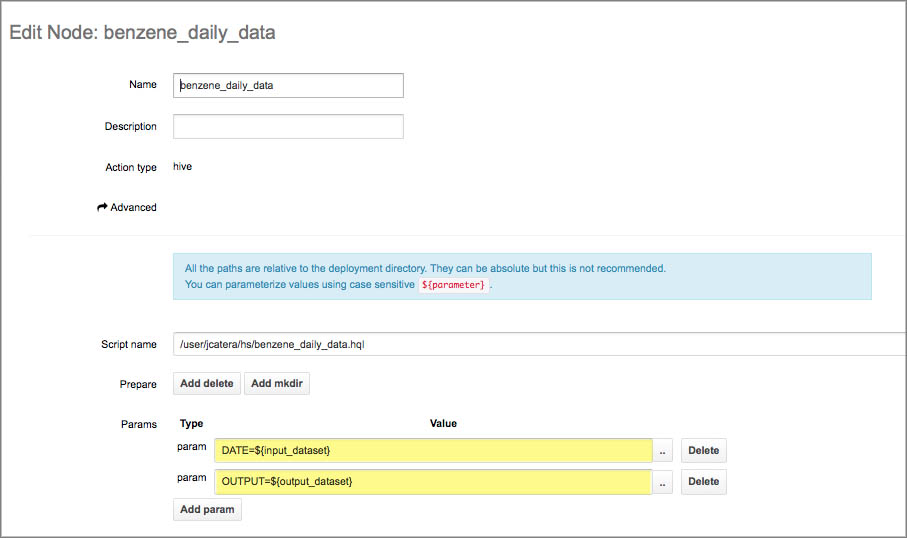 Edit Node: benzene_daily_data
Name benzene_daily_data
Description
Action type hive
Advanced
All the paths are relative to the deployment directory. They can be absolute but this is not recommended.
You can parameterize values using case sensitive ${parameter} .
Script name /user/jcatera/hs/benzene_daily_data.hql
Prepare Add delete Add mkdir
Params Type Value
param DATE=${input_dataset} .. Delete
param OUTPUT=${output_dataset} .. Delete
Add param